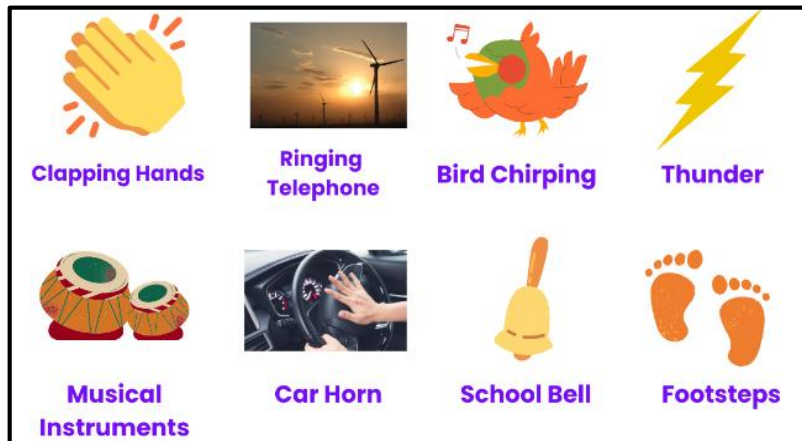 Clapping Hands
Ringing
Telephone
Bird Chirping
Thunder
Musical
Instruments
Car Horn
School Bell
Footsteps